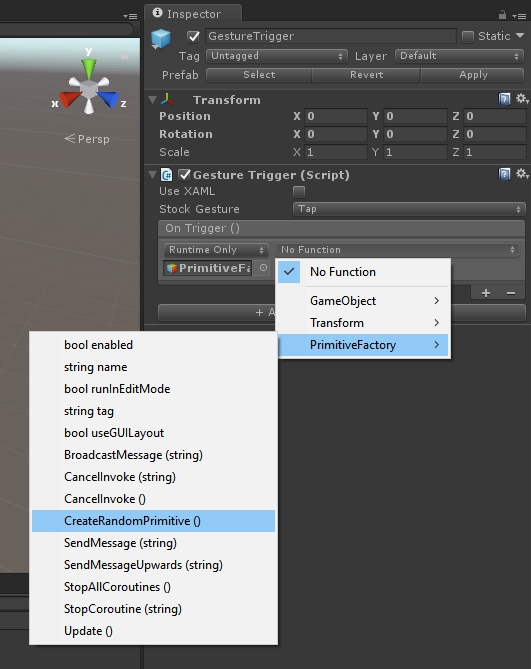 Inspector
GestureTrigger Static
Tag Untagged Layer Default
Prefab Select Revert Apply
Transform
Position X 0 Y 0 Z 0
Rotation X 0 Y 0 Z 0
Scale X 1 Y 1 Z 1
y
x z
Persp
Gesture Trigger (Script)
Use XAML
Stock Gesture Tap
On Trigger ()
Runtime Only No Function
PrimitiveFa
No Function
GameObject
Transform
PrimitiveFactory
bool enabled
string name
bool runInEditMode
string tag
bool useGUILayout
BroadcastMessage (string)
CancelInvoke (string)
CancelInvoke ()
CreateRandomPrimitive ()
SendMessage (string)
SendMessageUpwards (string)
StopAllCoroutines ()
StopCoroutine (string)
Update ()